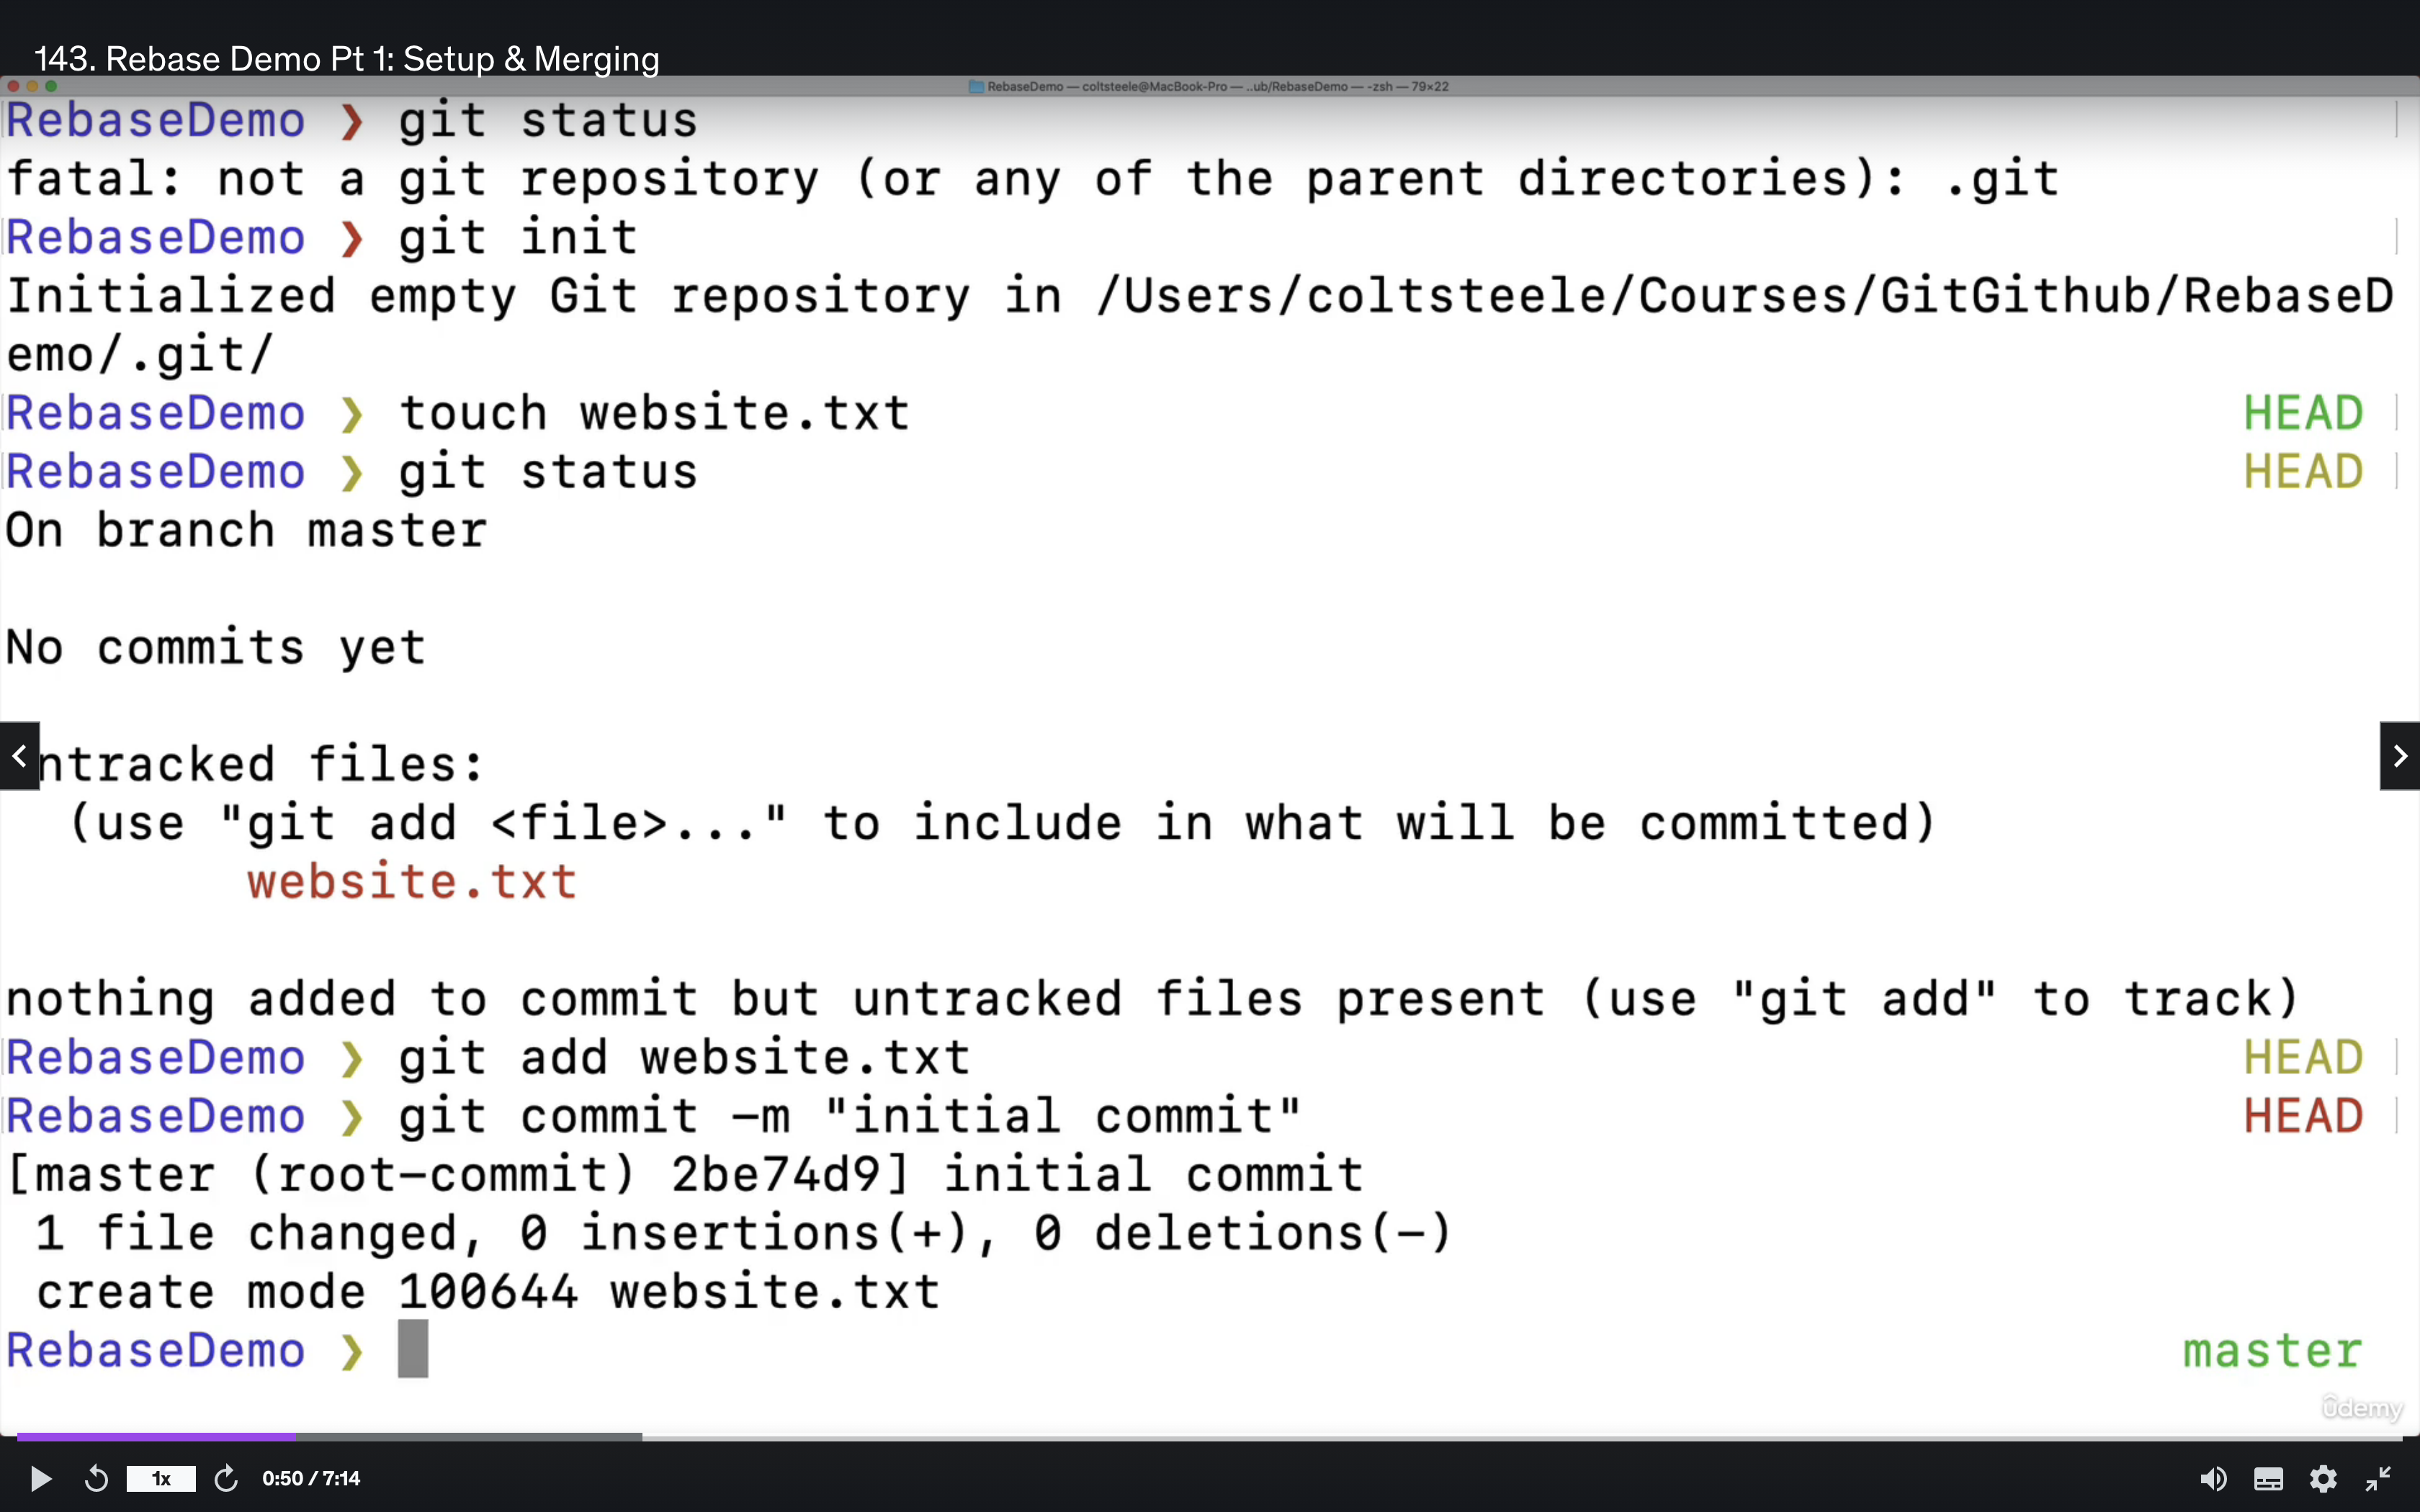 143. Rebase Demo Pt 1: Setup & Merging
RebaseDemo — coltsteele@MacBook-Pro — ..ub/RebaseDemo — -zsh — 79×22
RebaseDemo ❯ git status
fatal: not a git repository (or any of the parent directories): .git
RebaseDemo ❯ git init
Initialized empty Git repository in /Users/coltsteele/Courses/GitGithub/RebaseD
emo/.git/
RebaseDemo ❯ touch website.txt HEAD
RebaseDemo ❯ git status HEAD
On branch master
No commits yet
ntracked files:
(use "git add <file>..." to include in what will be committed)
website.txt
nothing added to commit but untracked files present (use "git add" to track)
RebaseDemo ❯ git add website.txt HEAD
RebaseDemo ❯ git commit -m "initial commit" HEAD
[master (root-commit) 2be74d9] initial commit
1 file changed, 0 insertions(+), 0 deletions(-)
create mode 100644 website.txt
RebaseDemo ❯ master
ûdemy
1x 0:50 / 7:14